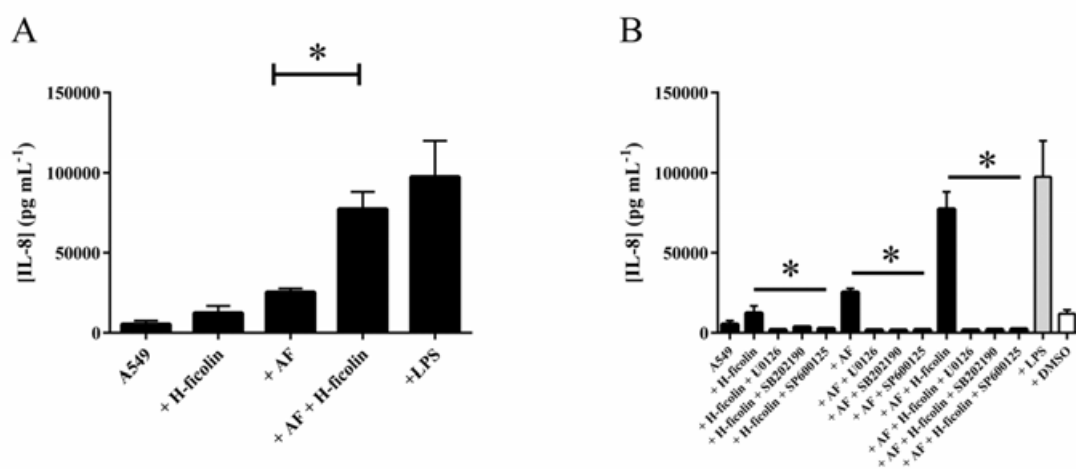 A
*
[IL-8] (pg mL⁻¹)
150000
100000
50000
0
A549
+ H-ficolin
+ AF
+ AF + H-ficolin
+LPS
B
*
*
*
[IL-8] (pg mL⁻¹)
150000
100000
50000
0
A549
+ H-ficolin
+ H-ficolin + U0126
+ H-ficolin + SB202190
+ H-ficolin + SP600125
+ AF
+ AF + U0126
+ AF + SB202190
+ AF + SP600125
+ AF + H-ficolin
+ AF + H-ficolin + U0126
+ AF + H-ficolin + SB202190
+ AF + H-ficolin + SP600125
+ LPS
+ DMSO